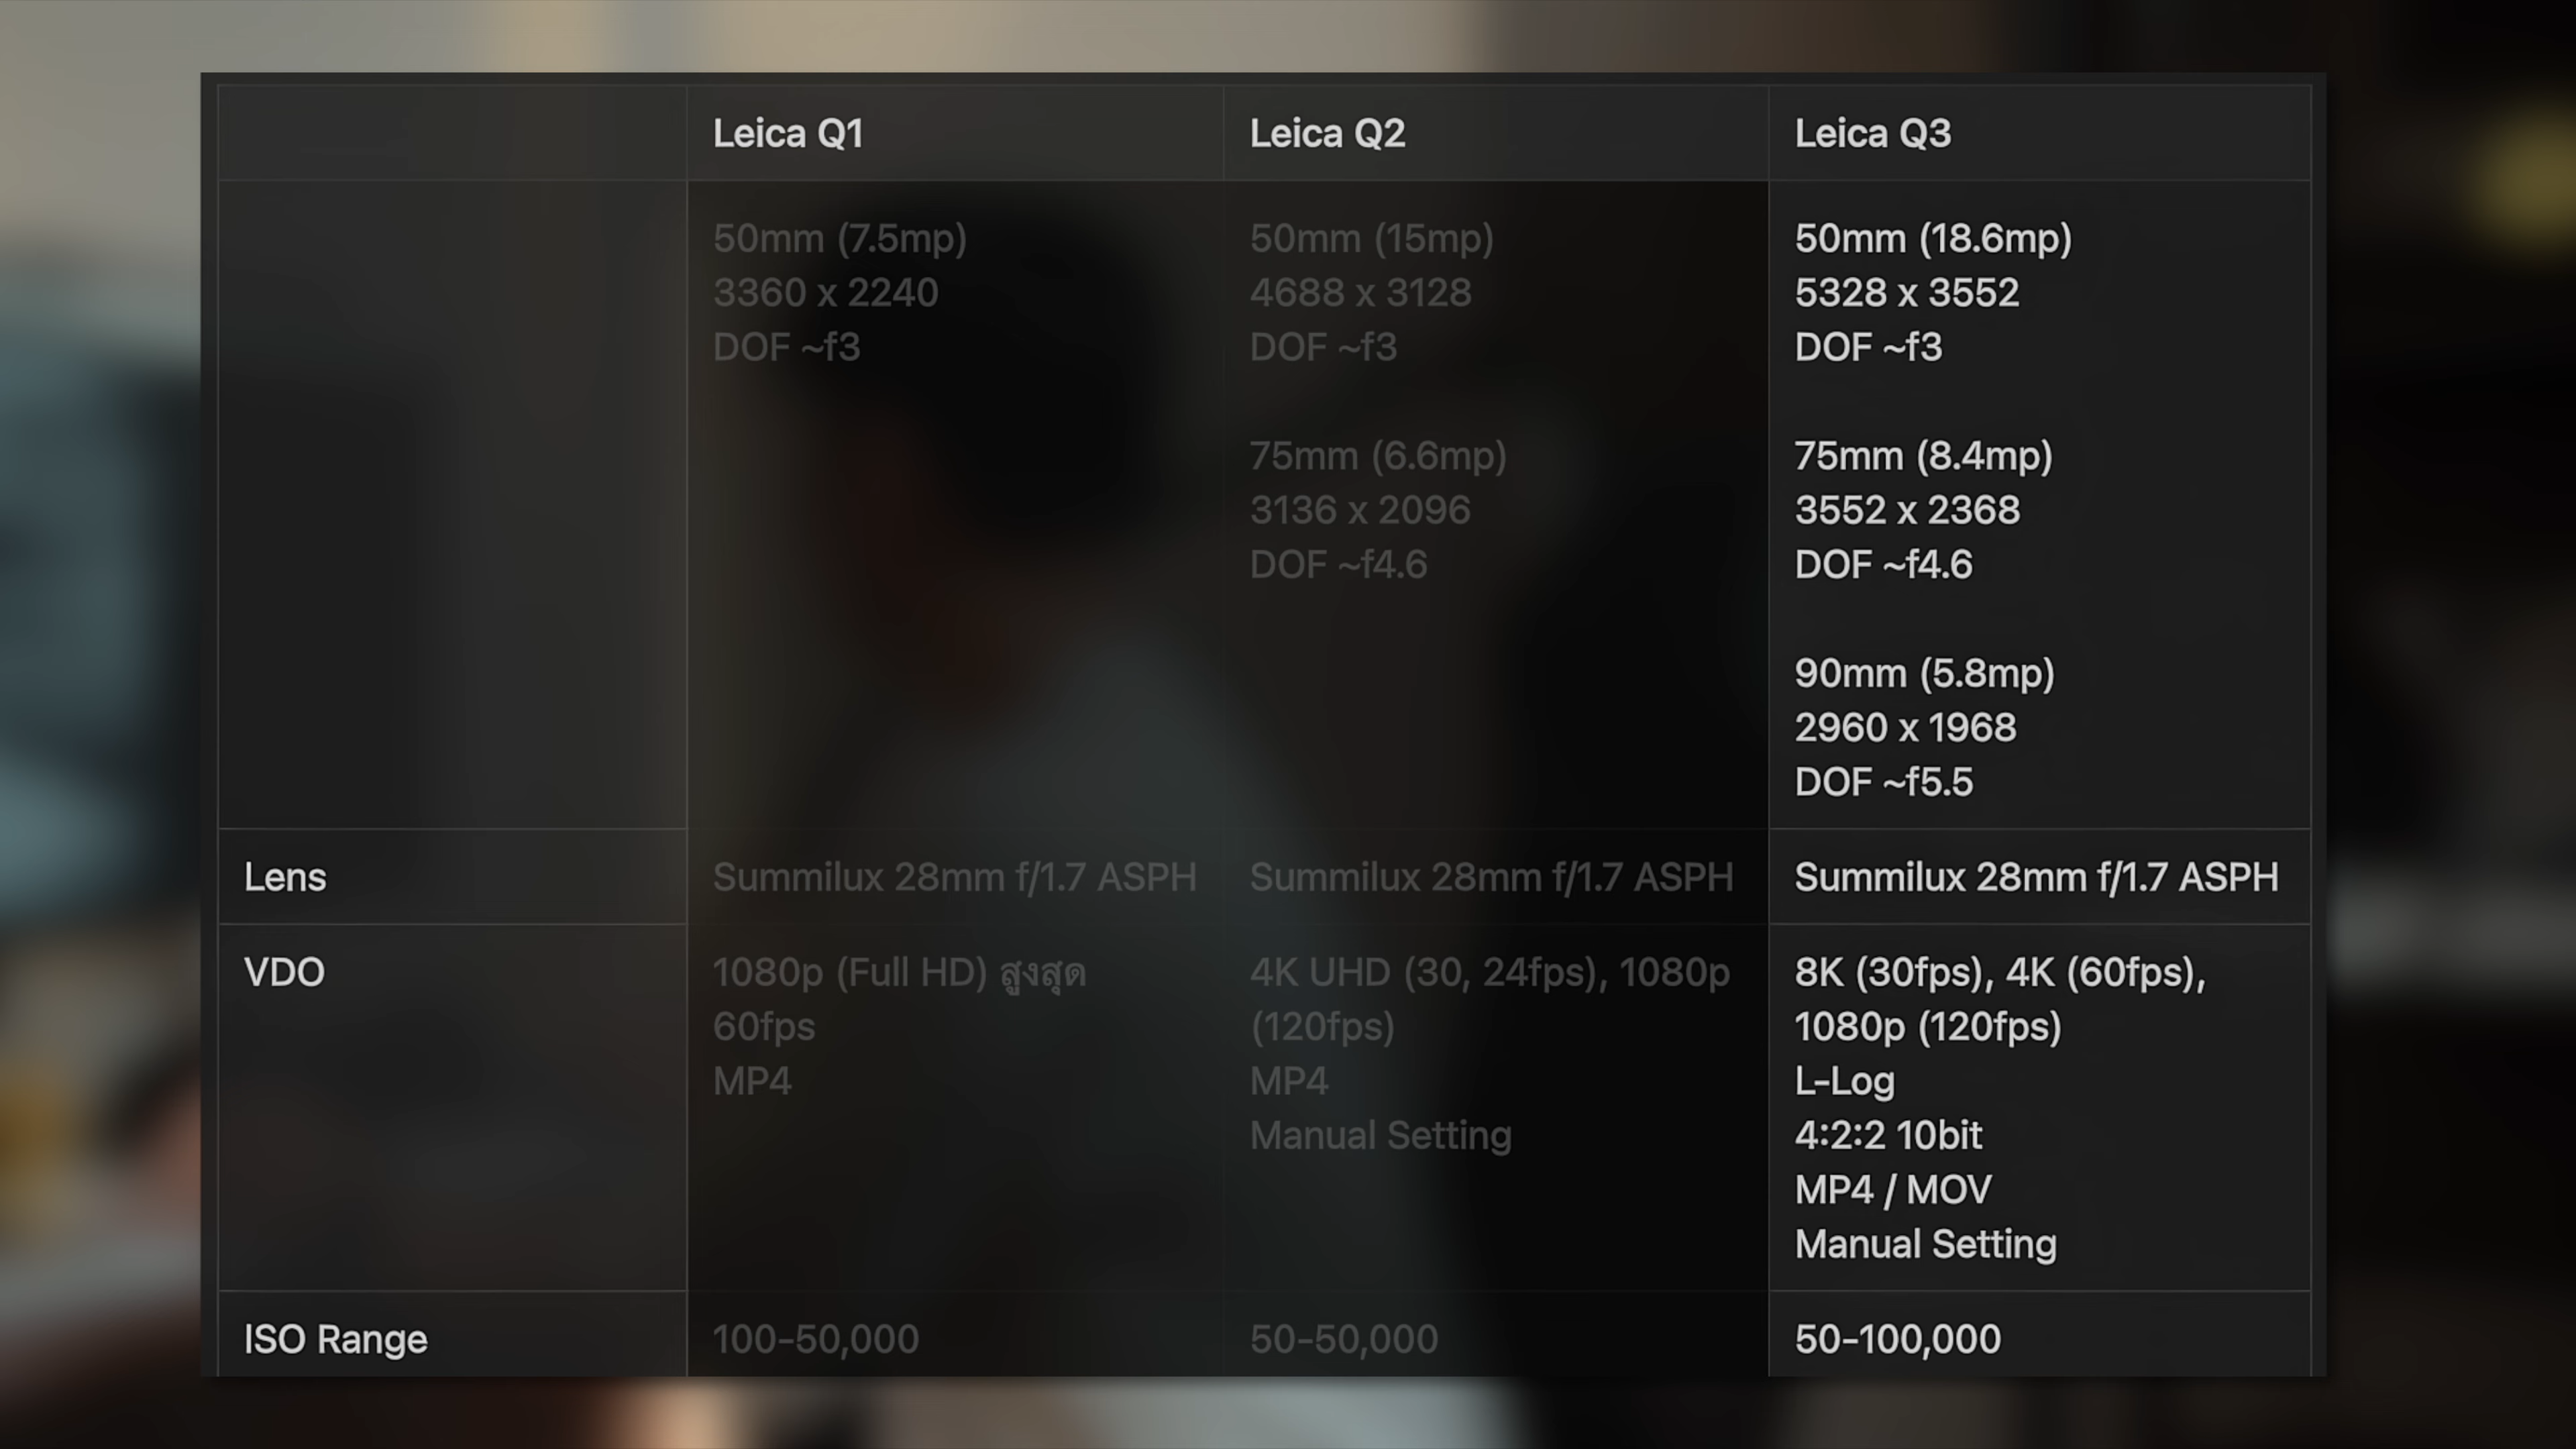 Leica Q1
Leica Q2
Leica Q3
50mm (7.5mp)
3360 x 2240
DOF ~f3
50mm (15mp)
4688 x 3128
DOF ~f3
75mm (6.6mp)
3136 x 2096
DOF ~f4.6
50mm (18.6mp)
5328 x 3552
DOF ~f3
75mm (8.4mp)
3552 x 2368
DOF ~f4.6
90mm (5.8mp)
2960 x 1968
DOF ~f5.5
Lens
Summilux 28mm f/1.7 ASPH
Summilux 28mm f/1.7 ASPH
Summilux 28mm f/1.7 ASPH
VDO
1080p (Full HD) สูงสุด
60fps
MP4
4K UHD (30, 24fps), 1080p
(120fps)
MP4
Manual Setting
8K (30fps), 4K (60fps),
1080p (120fps)
L-Log
4:2:2 10bit
MP4 / MOV
Manual Setting
ISO Range
100-50,000
50-50,000
50-100,000